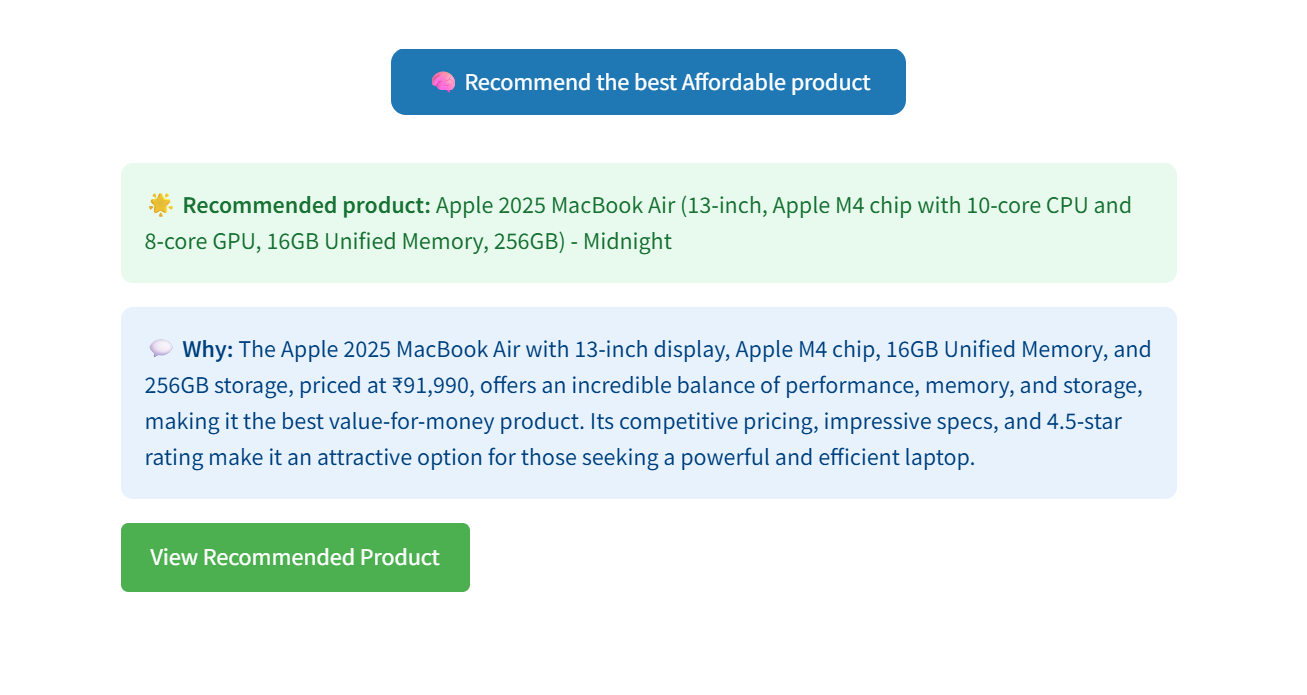 🧠 Recommend the best Affordable product
🌟 Recommended product: Apple 2025 MacBook Air (13-inch, Apple M4 chip with 10-core CPU and
8-core GPU, 16GB Unified Memory, 256GB) - Midnight
💬 Why: The Apple 2025 MacBook Air with 13-inch display, Apple M4 chip, 16GB Unified Memory, and
256GB storage, priced at ₹91,990, offers an incredible balance of performance, memory, and storage,
making it the best value-for-money product. Its competitive pricing, impressive specs, and 4.5-star
rating make it an attractive option for those seeking a powerful and efficient laptop.
View Recommended Product